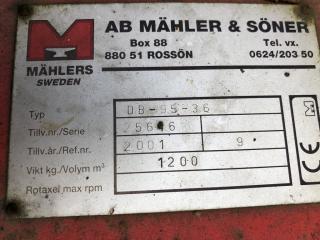 AB MÄHLER & SÖNER
Box 88 Tel. vx.
880 51 ROSSÖN 0624/203 50
MÄHLERS
SWEDEN
Typ DB-95-36
Tillv.nr./Serie
Tillv.år./Ref.nr. 2001 9
Vikt kg./Volym m³ 1200
Rotaxel max rpm
CE